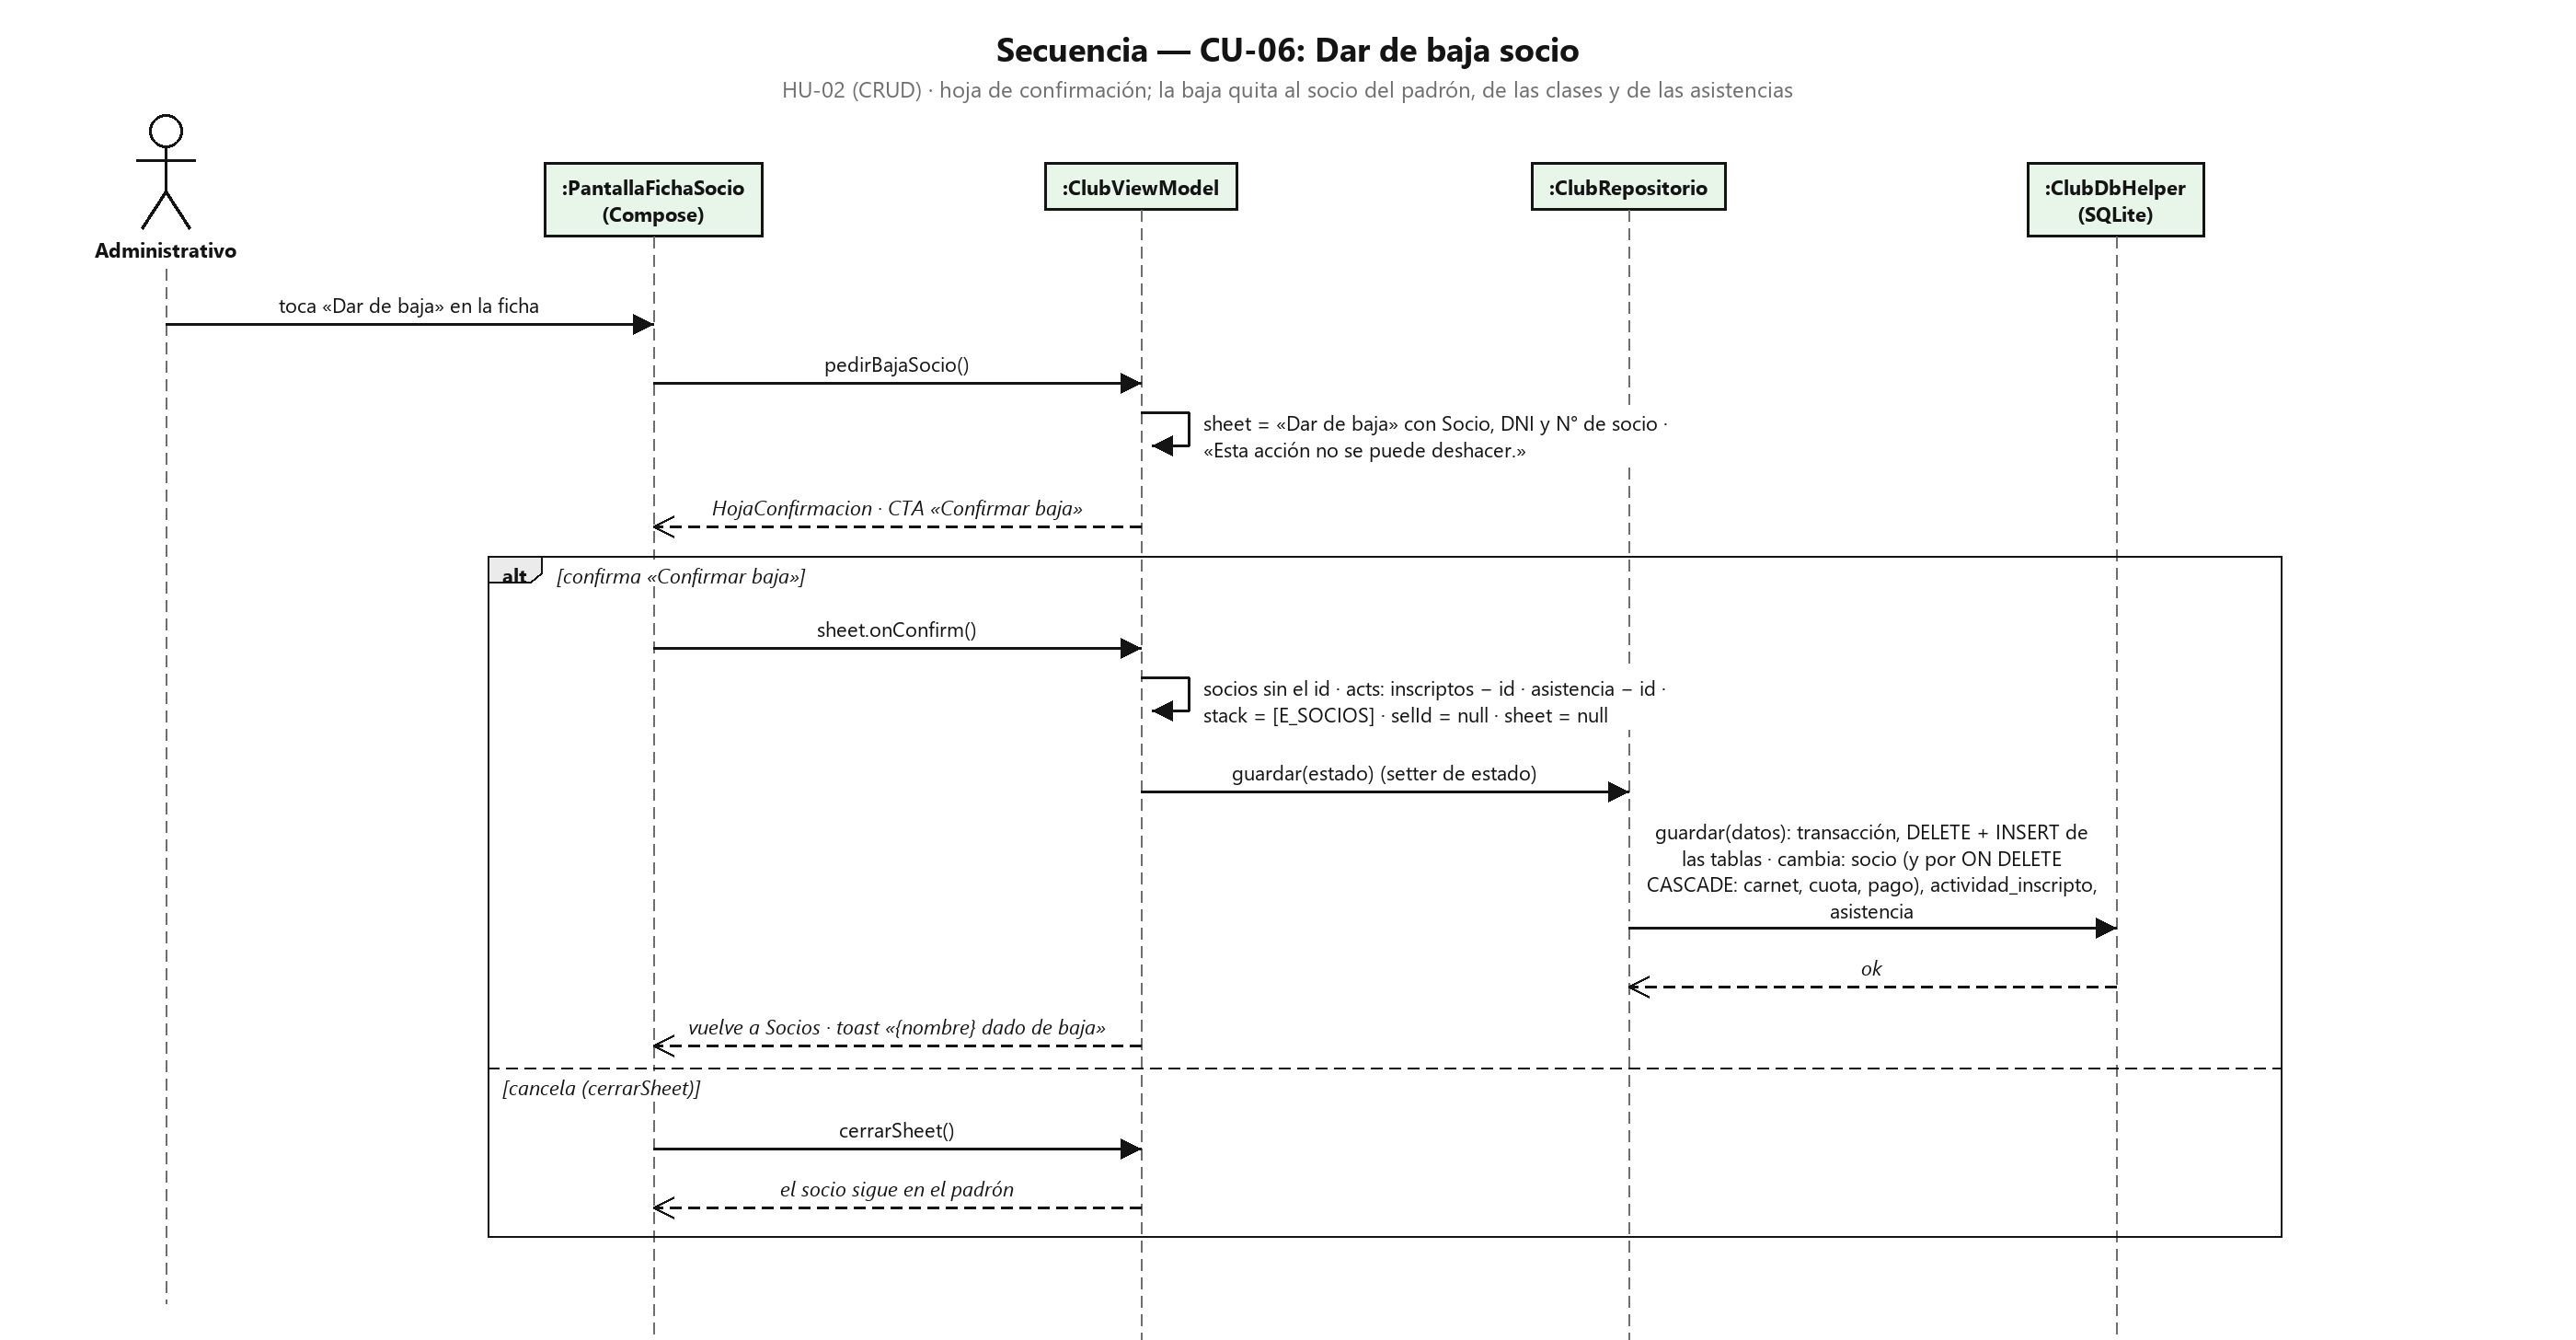 Secuencia — CU-06: Dar de baja socio
HU-02 (CRUD) · hoja de confirmación; la baja quita al socio del padrón, de las clases y de las asistencias
Administrativo
:PantallaFichaSocio
(Compose)
:ClubViewModel
:ClubRepositorio
:ClubDbHelper
(SQLite)
toca «Dar de baja» en la ficha
pedirBajaSocio()
sheet = «Dar de baja» con Socio, DNI y N° de socio ·
«Esta acción no se puede deshacer.»
HojaConfirmacion · CTA «Confirmar baja»
alt
[confirma «Confirmar baja»]
sheet.onConfirm()
socios sin el id · acts: inscriptos − id · asistencia − id ·
stack = [E_SOCIOS] · selId = null · sheet = null
guardar(estado) (setter de estado)
guardar(datos): transacción, DELETE + INSERT de
las tablas · cambia: socio (y por ON DELETE
CASCADE: carnet, cuota, pago), actividad_inscripto,
asistencia
ok
vuelve a Socios · toast «{nombre} dado de baja»
[cancela (cerrarSheet)]
cerrarSheet()
el socio sigue en el padrón